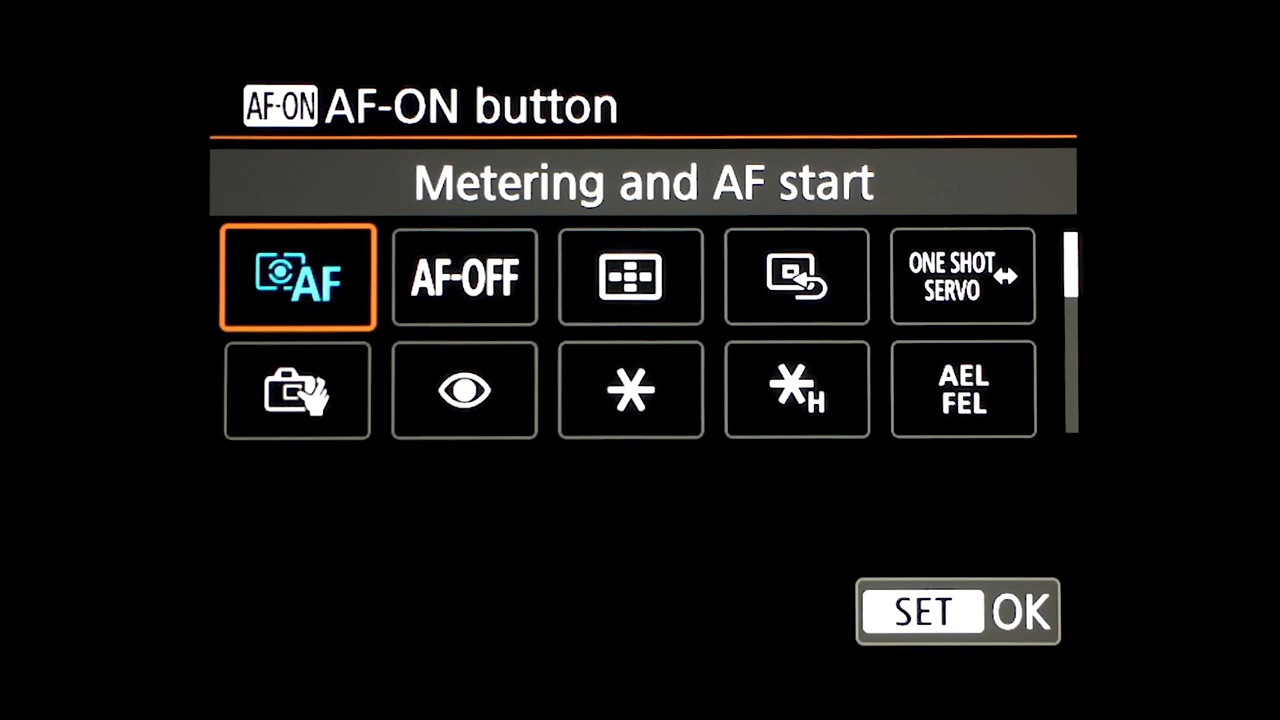 AF-ON AF-ON button
Metering and AF start
AF
AF-OFF
ONE SHOT
SERVO
H
AEL
FEL
SET OK